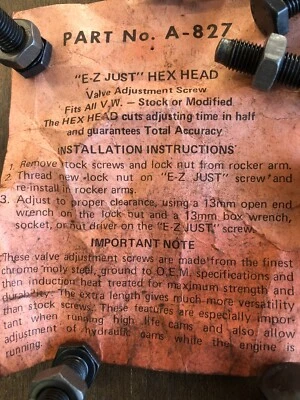 PART No. A-827
"E-Z JUST" HEX HEAD
Valve Adjustment Screw
Fits All V.W. — Stock or Modified
The HEX HEAD cuts adjusting time in half
and guarantees Total Accuracy
INSTALLATION INSTRUCTIONS
1. Remove stock screws and lock nut from rocker arm.
2. Thread new lock nut on "E-Z JUST" screw and
re-install in rocker arms.
3. Adjust to proper clearance, using a 13mm open end
wrench on the lock nut and a 13mm box wrench,
socket, or nut driver on the "E-Z JUST" screw.
IMPORTANT NOTE
These valve adjustment screws are made from the finest
chrome moly steel, ground to O.E.M. specifications and
then induction heat treated for maximum strength and
durability. The extra length gives much more versatility
than stock screws. These features are especially impor-
tant when running high lift cams and also allow
adjustment of hydraulic cams while the engine is
running.